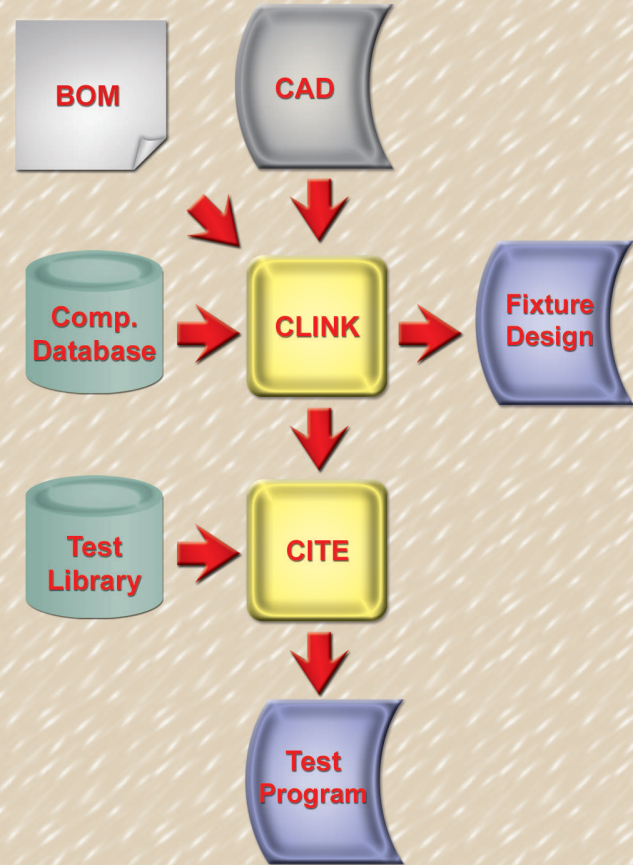 BOM
CAD
Comp.
Database
CLINK
Fixture
Design
Test
Library
CITE
Test
Program